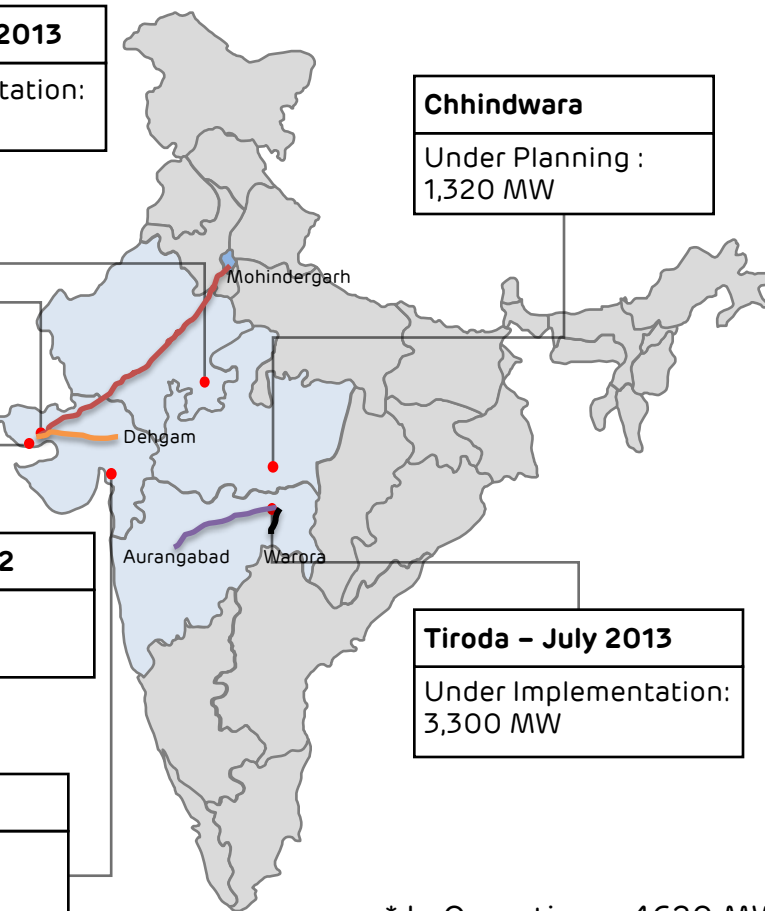 2013
Chhindwara
Under Planning :
1,320 MW
Mohindergarh
Dehgam
Aurangabad
Warora
2
Tiroda – July 2013
Under Implementation:
3,300 MW